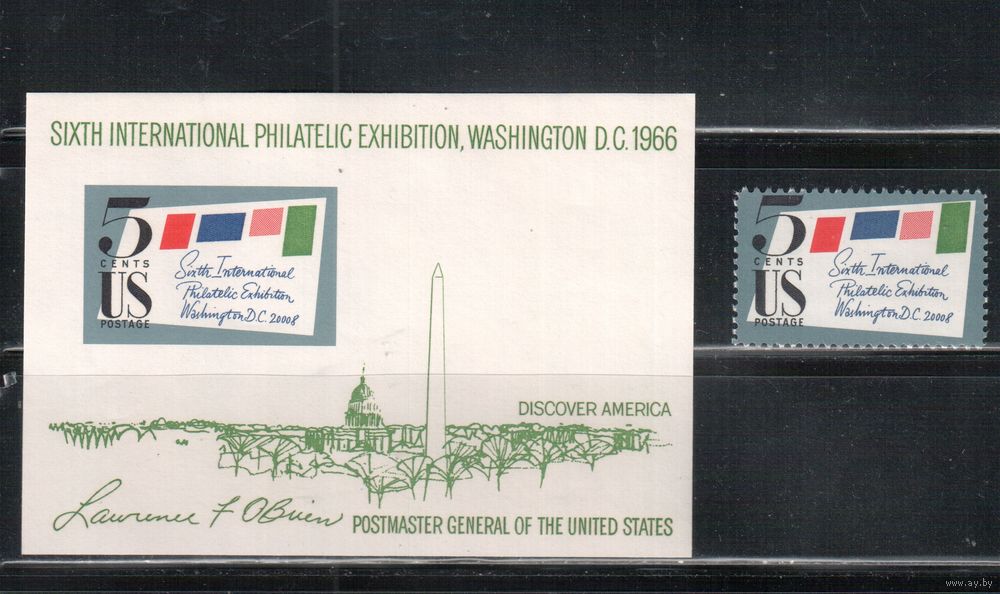 SIXTH INTERNATIONAL PHILATELIC EXHIBITION, WASHINGTON D.C. 1966
5
CENTS
US
POSTAGE
Sixth International
Philatelic Exhibition
Washington D.C. 20008
DISCOVER AMERICA
Lawrence F O'Brien
POSTMASTER GENERAL OF THE UNITED STATES
5
CENTS
US
POSTAGE
Sixth International
Philatelic Exhibition
Washington D.C. 20008
www.ay.by